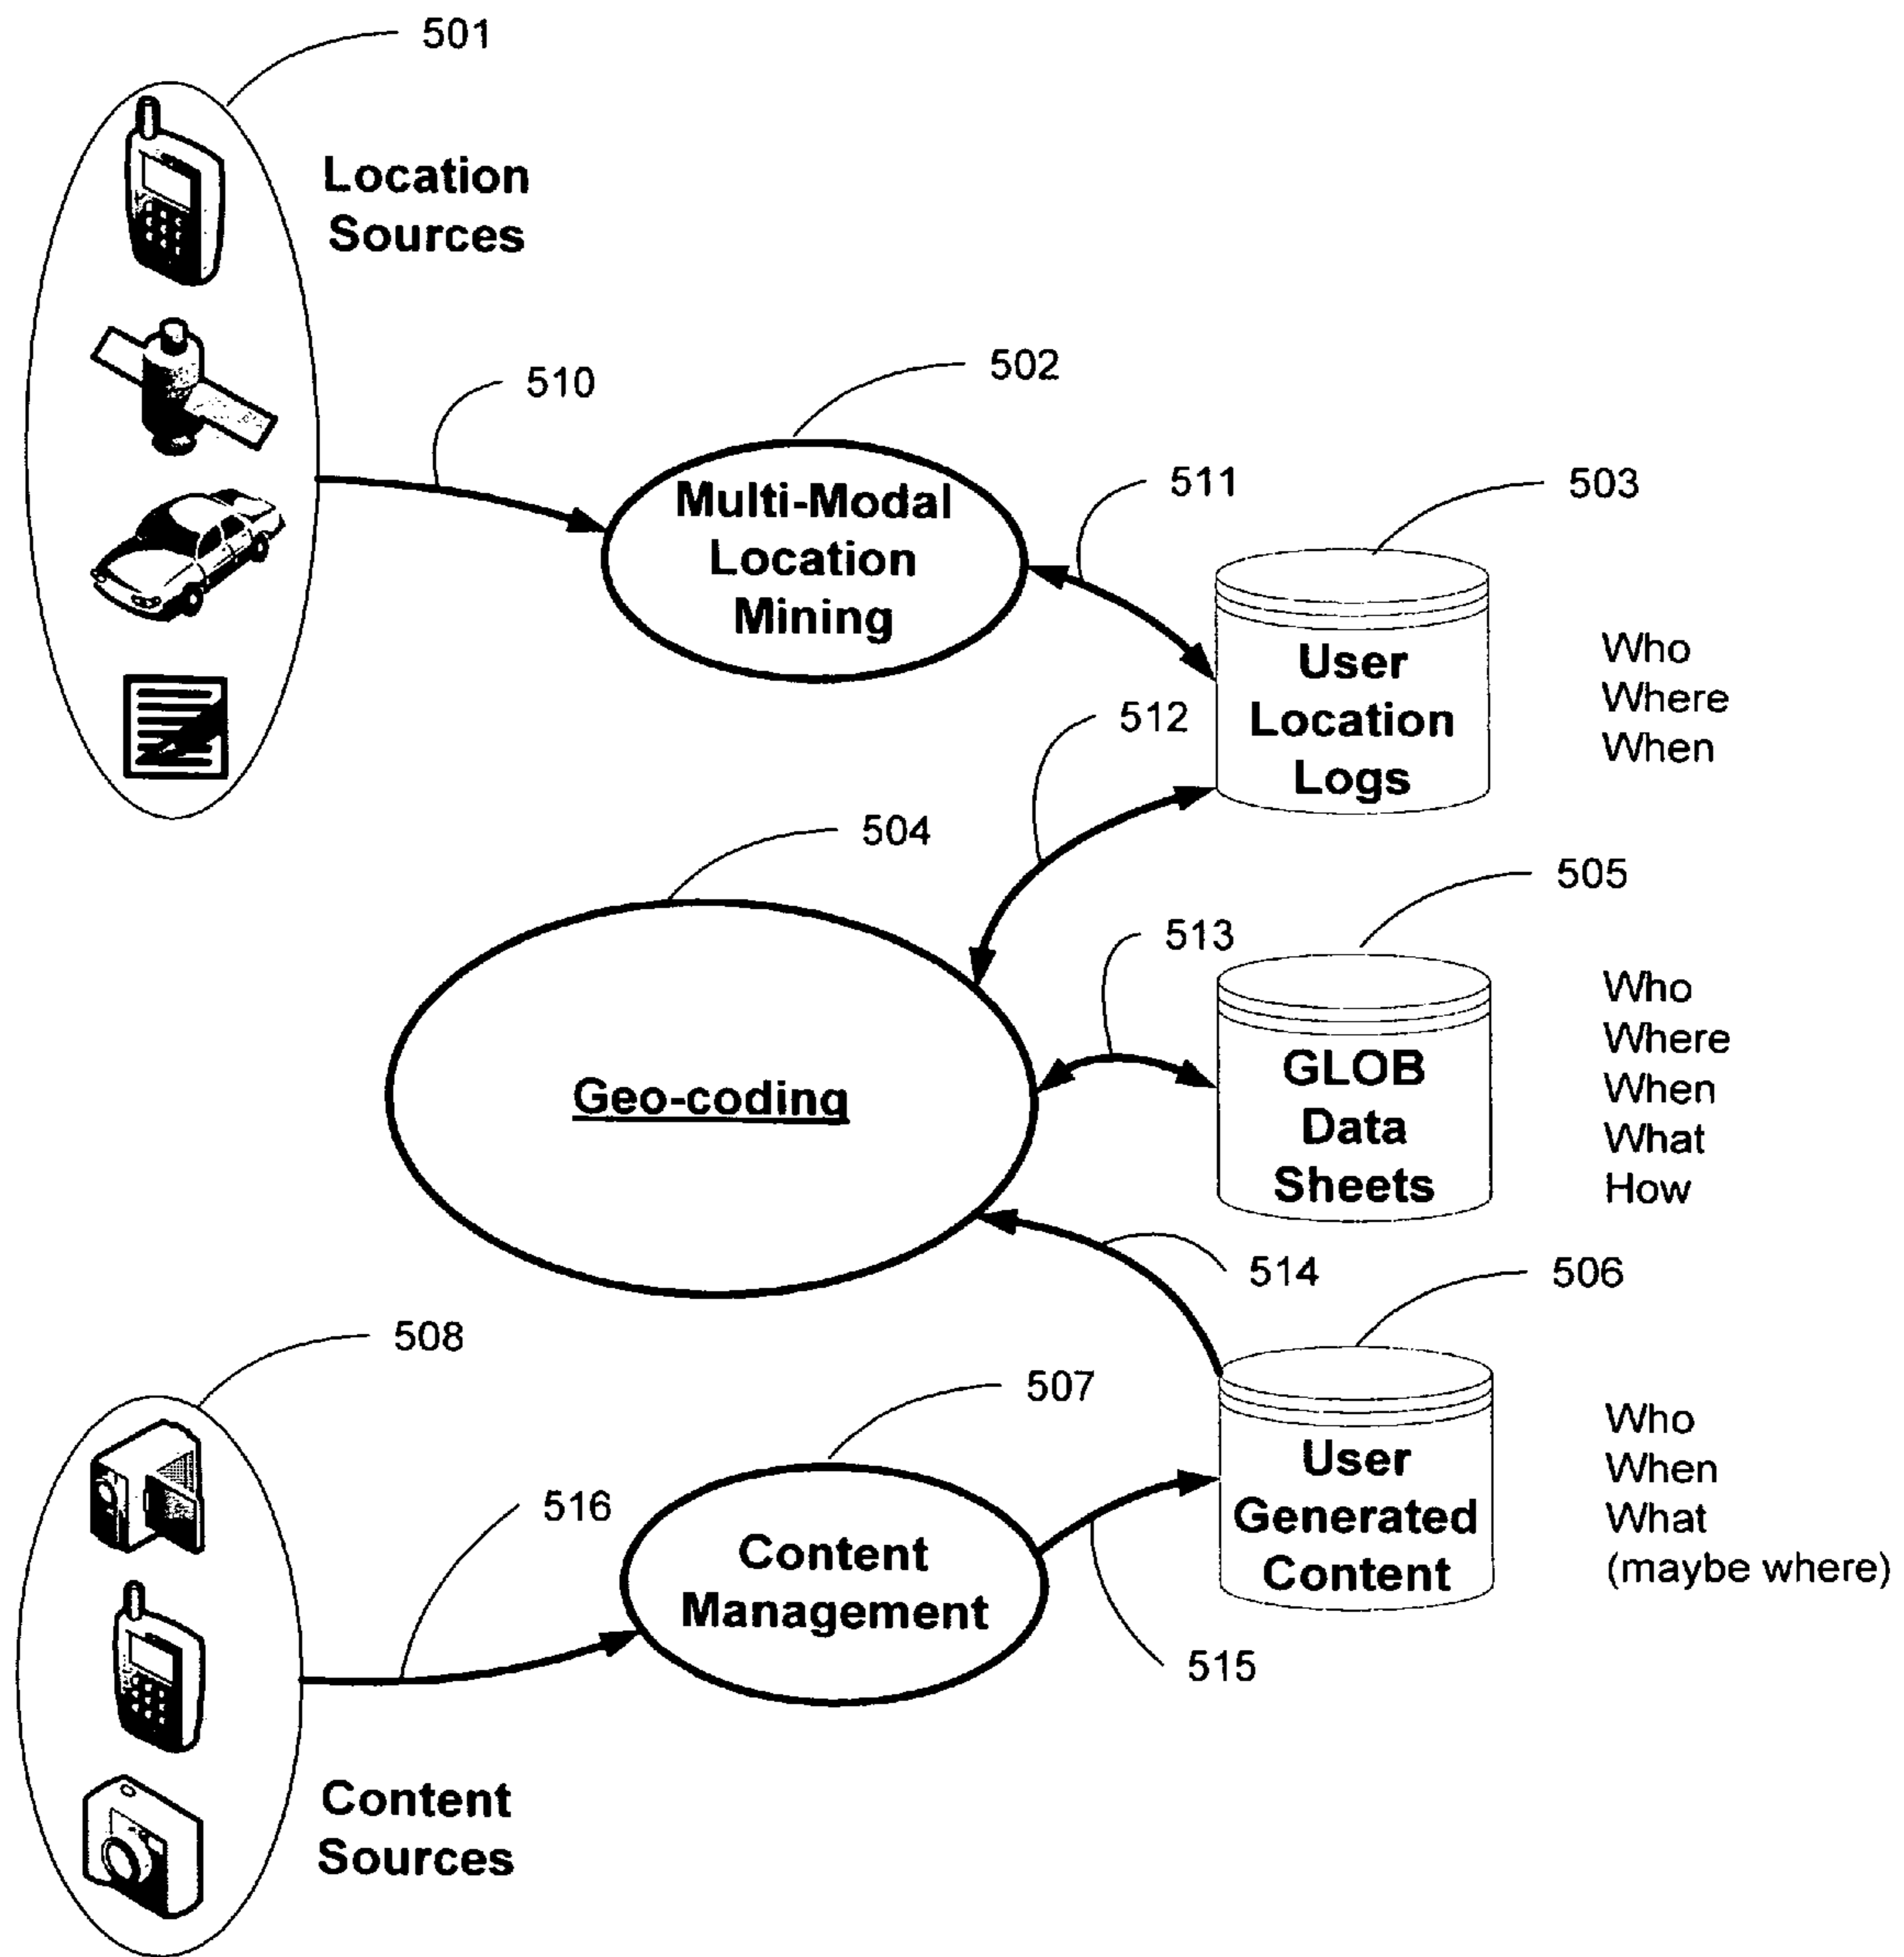 501
Location
Sources
510
502
Multi-Modal
Location
Mining
511
503
User
Location
Logs
Who
Where
When
512
504
Geo-coding
513
505
GLOB
Data
Sheets
Who
Where
When
What
How
514
506
User
Generated
Content
Who
When
What
(maybe where)
508
507
516
Content
Management
515
Content
Sources